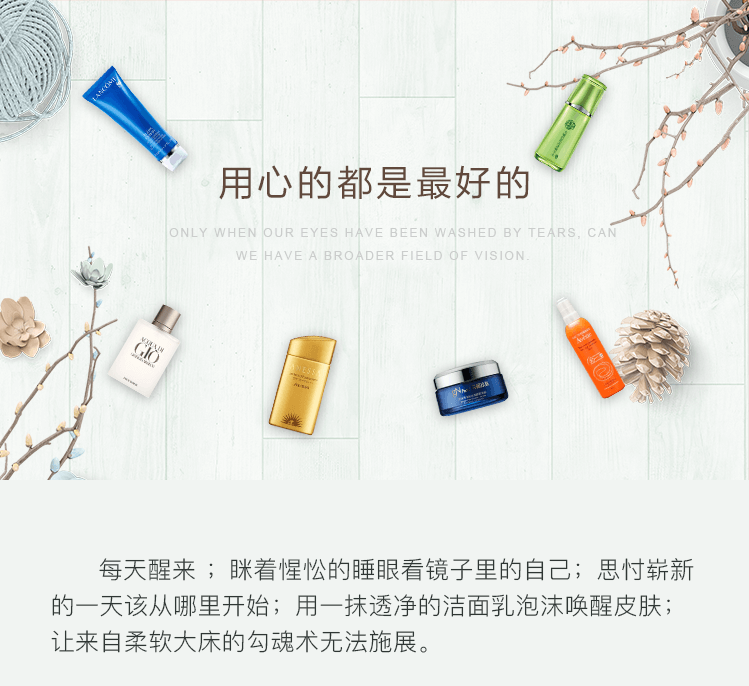 LANCOME
用心的都是最好的
ONLY WHEN OUR EYES HAVE BEEN WASHED BY TEARS, CAN
WE HAVE A BROADER FIELD OF VISION.
ACQUA DI
GIÒ
每天醒来 ；眯着惺忪的睡眼看镜子里的自己；思忖崭新
的一天该从哪里开始；用一抹透净的洁面乳泡沫唤醒皮肤；
让来自柔软大床的勾魂术无法施展。